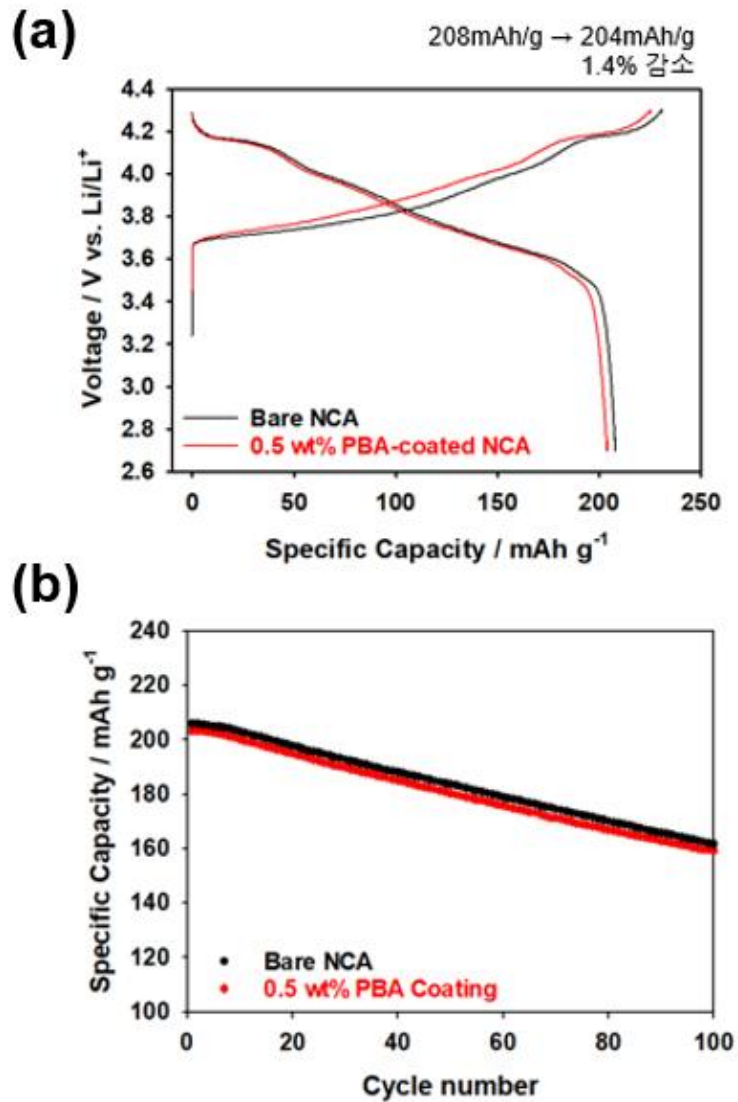 (a)
208mAh/g → 204mAh/g
1.4% 감소
Voltage / V vs. Li/Li⁺
4.4
4.2
4.0
3.8
3.6
3.4
3.2
3.0
2.8
2.6
Bare NCA
0.5 wt% PBA-coated NCA
0 50 100 150 200 250
Specific Capacity / mAh g⁻¹
(b)
Specific Capacity / mAh g⁻¹
240
220
200
180
160
140
120
100
Bare NCA
0.5 wt% PBA Coating
0 20 40 60 80 100
Cycle number